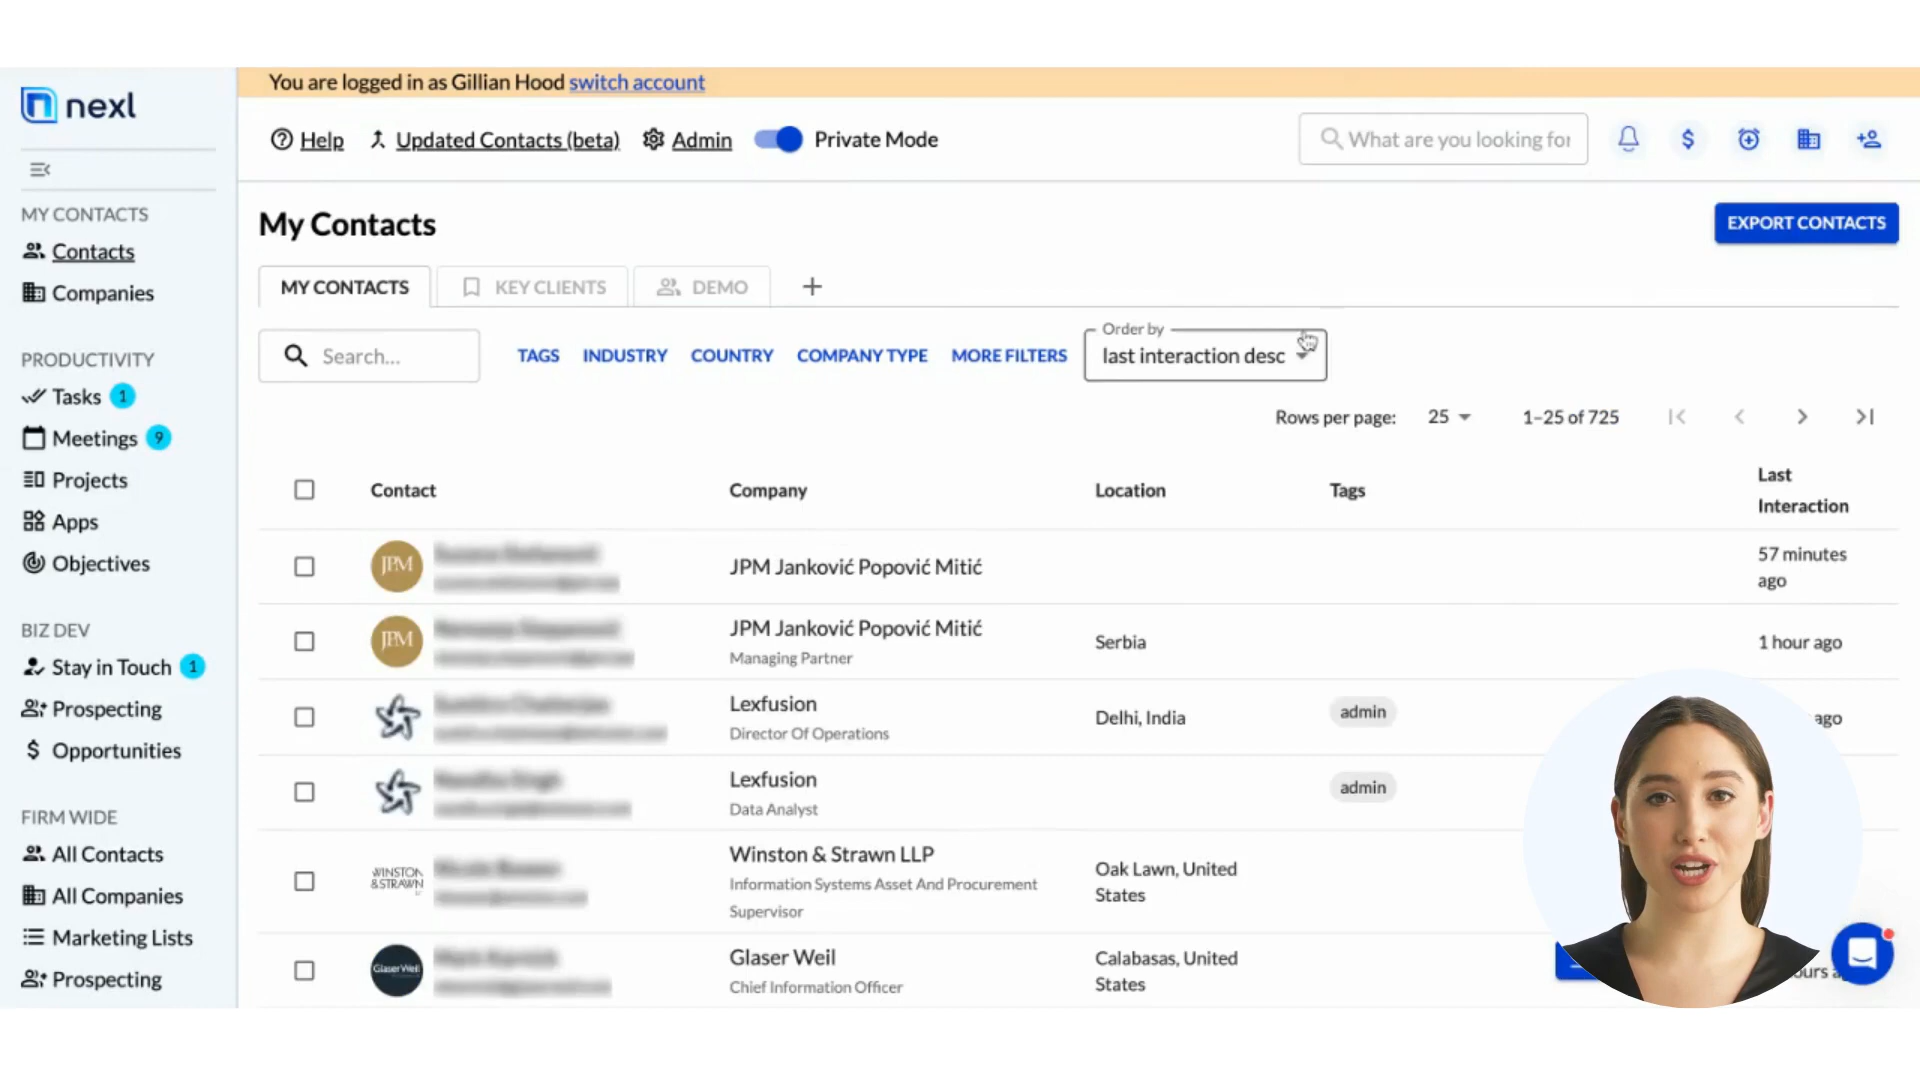 You are logged in as Gillian Hood switch account
nexl
Help Updated Contacts (beta) Admin Private Mode
What are you looking for
$
MY CONTACTS
Contacts
Companies
PRODUCTIVITY
Tasks 1
Meetings 9
Projects
Apps
Objectives
BIZ DEV
Stay in Touch 1
Prospecting
$ Opportunities
FIRM WIDE
All Contacts
All Companies
Marketing Lists
Prospecting
My Contacts
EXPORT CONTACTS
MY CONTACTS KEY CLIENTS DEMO +
Search...
TAGS INDUSTRY COUNTRY COMPANY TYPE MORE FILTERS
Order by
last interaction desc
Rows per page: 25 1–25 of 725
Contact Company Location Tags Last
Interaction
JPM
JPM Janković Popović Mitić
57 minutes
ago
JPM
JPM Janković Popović Mitić
Managing Partner
Serbia
1 hour ago
Lexfusion
Director Of Operations
Delhi, India
admin
ago
Lexfusion
Data Analyst
admin
WINSTON
& STRAWN
Winston & Strawn LLP
Information Systems Asset And Procurement
Supervisor
Oak Lawn, United
States
Glaser Weil
Glaser Weil
Chief Information Officer
Calabasas, United
States